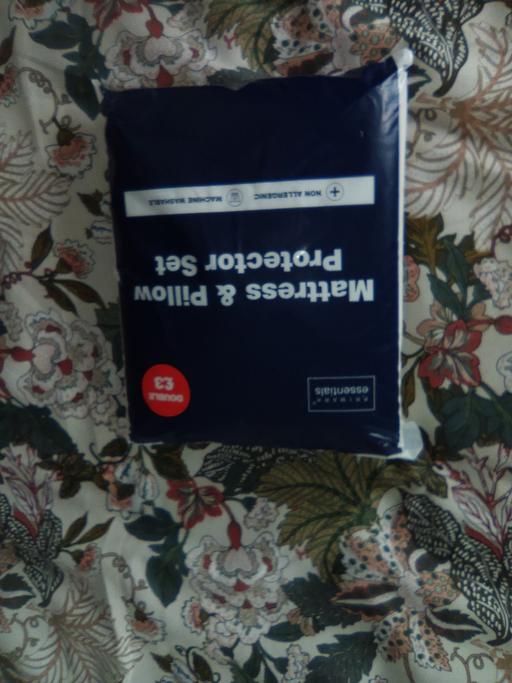 PRIMARK®
essentials
DOUBLE
£3
Mattress & Pillow
Protector Set
NON ALLERGENIC
MACHINE WASHABLE